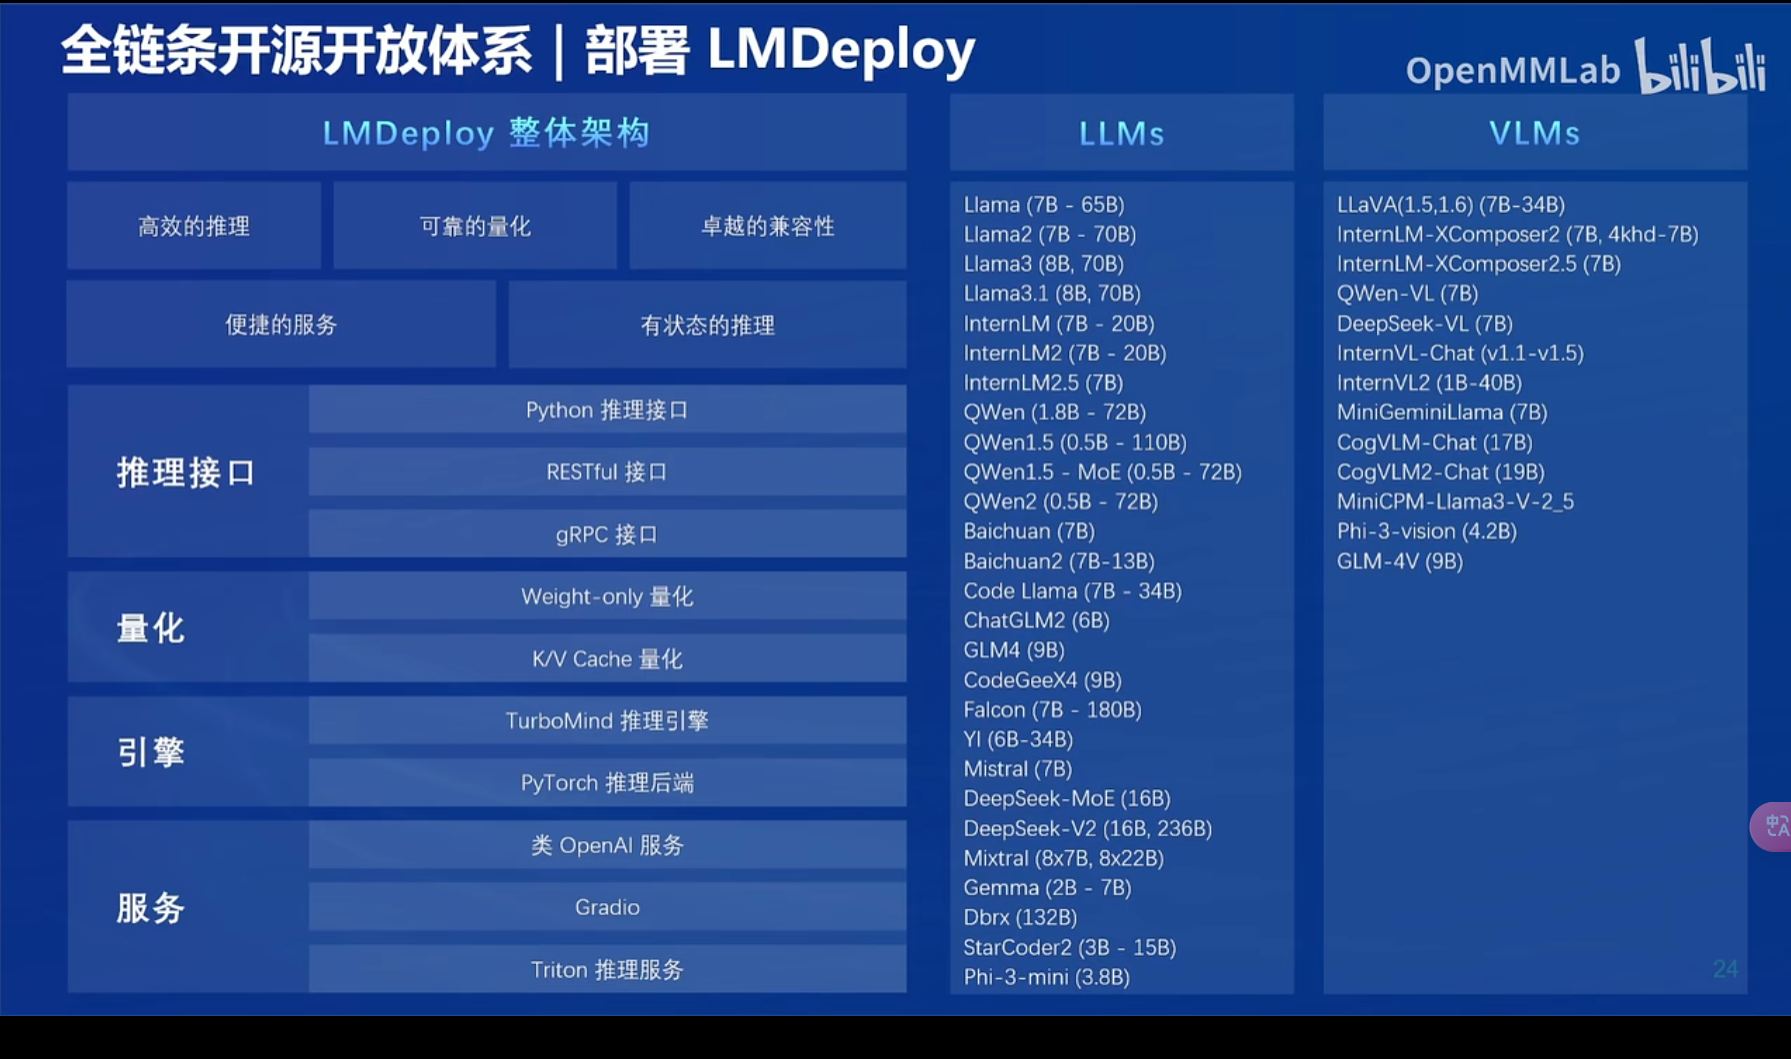 全链条开源开放体系 | 部署 LMDeploy
OpenMMLab bilibili
LMDeploy 整体架构
高效的推理
可靠的量化
卓越的兼容性
便捷的服务
有状态的推理
推理接口
Python 推理接口
RESTful 接口
gRPC 接口
量化
Weight-only 量化
K/V Cache 量化
引擎
TurboMind 推理引擎
PyTorch 推理后端
服务
类 OpenAI 服务
Gradio
Triton 推理服务
LLMs
Llama (7B - 65B)
Llama2 (7B - 70B)
Llama3 (8B, 70B)
Llama3.1 (8B, 70B)
InternLM (7B - 20B)
InternLM2 (7B - 20B)
InternLM2.5 (7B)
QWen (1.8B - 72B)
QWen1.5 (0.5B - 110B)
QWen1.5 - MoE (0.5B - 72B)
QWen2 (0.5B - 72B)
Baichuan (7B)
Baichuan2 (7B-13B)
Code Llama (7B - 34B)
ChatGLM2 (6B)
GLM4 (9B)
CodeGeeX4 (9B)
Falcon (7B - 180B)
YI (6B-34B)
Mistral (7B)
DeepSeek-MoE (16B)
DeepSeek-V2 (16B, 236B)
Mixtral (8x7B, 8x22B)
Gemma (2B - 7B)
Dbrx (132B)
StarCoder2 (3B - 15B)
Phi-3-mini (3.8B)
VLMs
LLaVA(1.5,1.6) (7B-34B)
InternLM-XComposer2 (7B, 4khd-7B)
InternLM-XComposer2.5 (7B)
QWen-VL (7B)
DeepSeek-VL (7B)
InternVL-Chat (v1.1-v1.5)
InternVL2 (1B-40B)
MiniGeminiLlama (7B)
CogVLM-Chat (17B)
CogVLM2-Chat (19B)
MiniCPM-Llama3-V-2_5
Phi-3-vision (4.2B)
GLM-4V (9B)
中
A
24